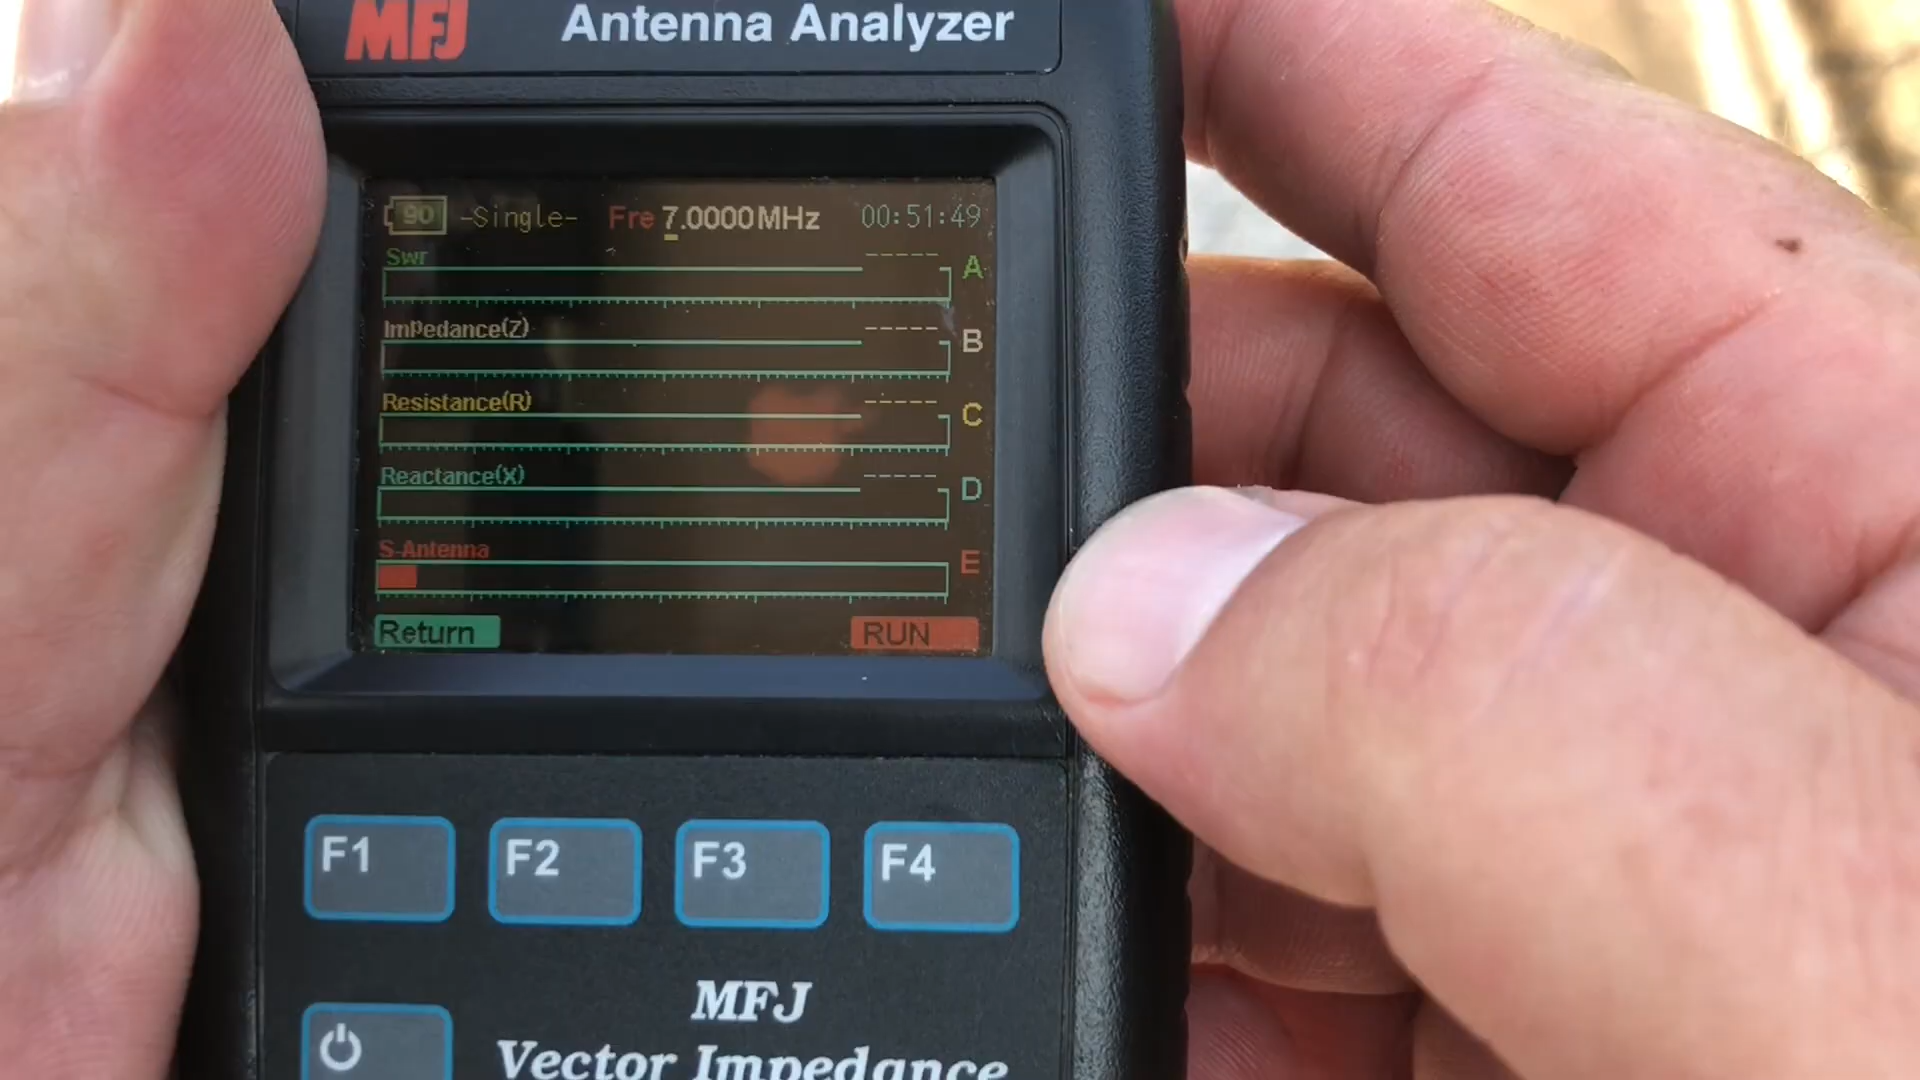 MFJ Antenna Analyzer
90 -Single- Fre 7.0000MHz 00:51:49
Swr ----- A
Impedance(Z) ----- B
Resistance(R) ----- C
Reactance(X) ----- D
S-Antenna E
Return RUN
F1 F2 F3 F4
MFJ
Vector Impedance